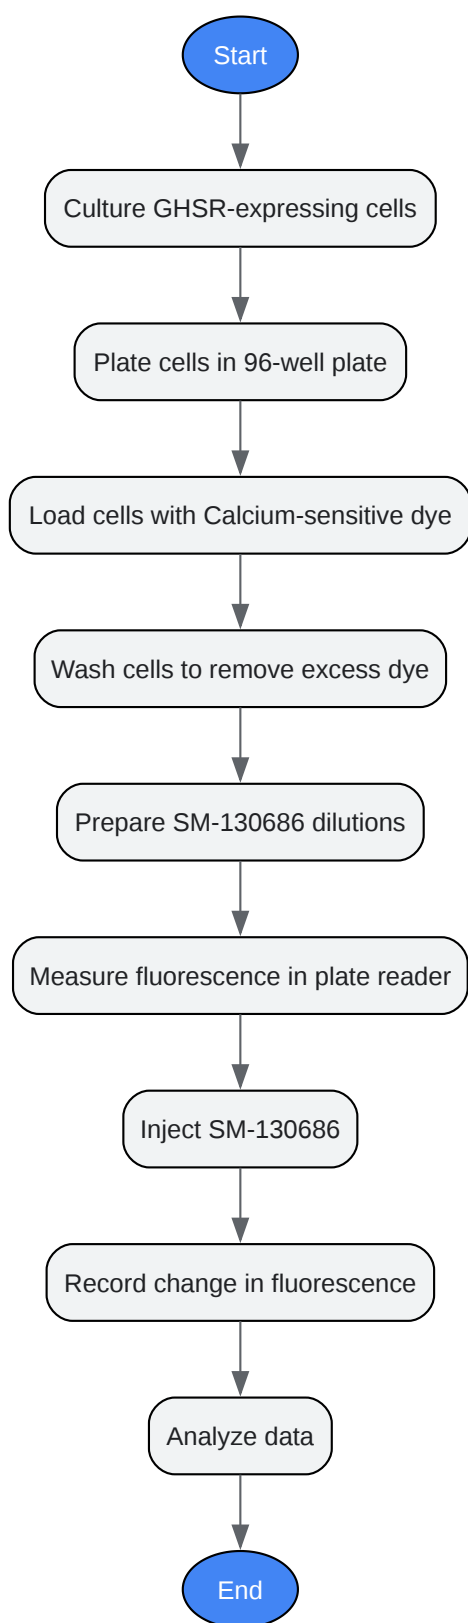 Start
Culture GHSR-expressing cells
Plate cells in 96-well plate
Load cells with Calcium-sensitive dye
Wash cells to remove excess dye
Prepare SM-130686 dilutions
Measure fluorescence in plate reader
Inject SM-130686
Record change in fluorescence
Analyze data
End